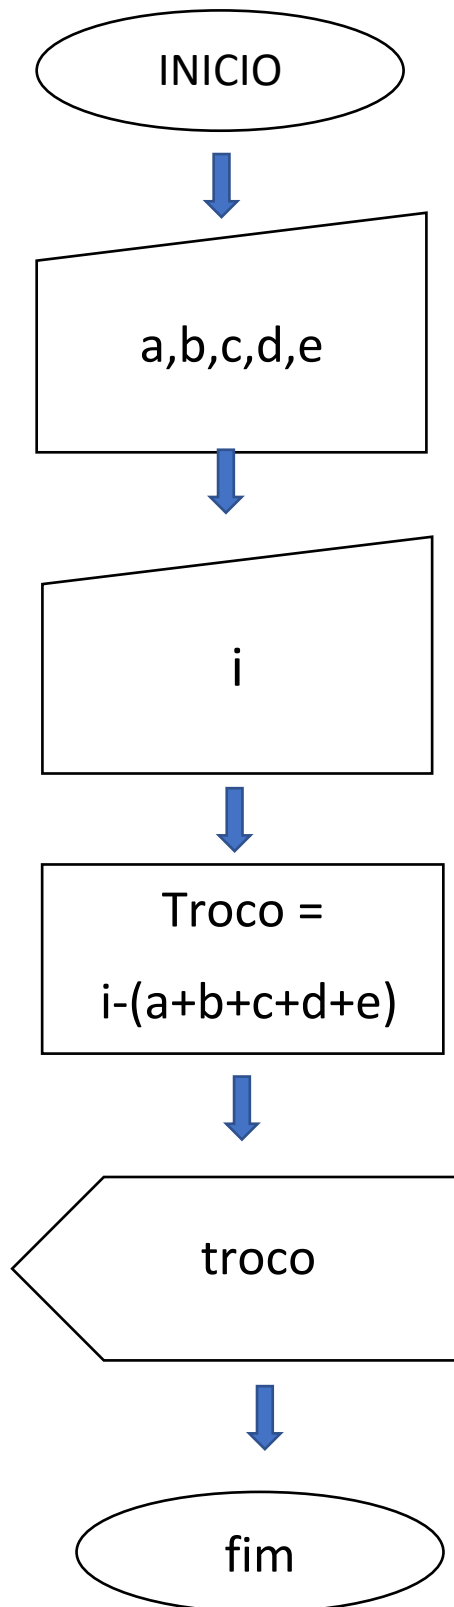 INICIO
a,b,c,d,e
i
Troco =
i-(a+b+c+d+e)
troco
fim